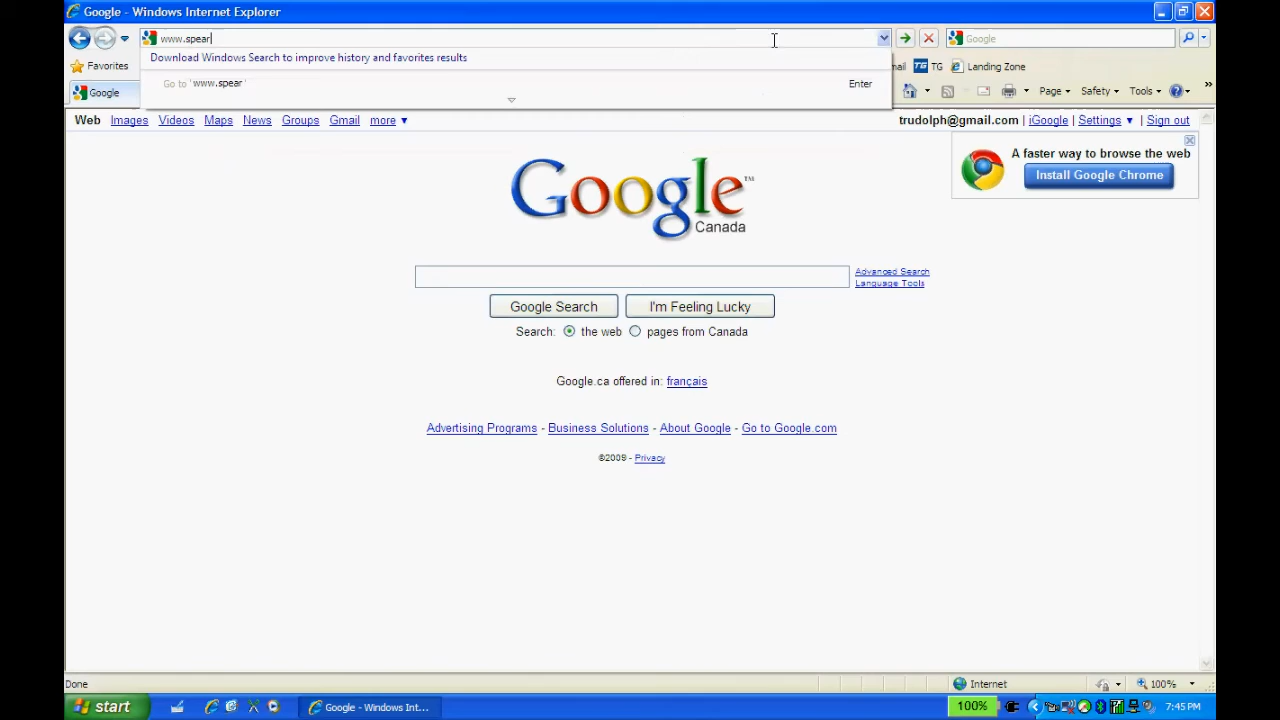 Google - Windows Internet Explorer
www.spear
Google
Download Windows Search to improve history and favorites results
Go to 'www.spear' Enter
Favorites
TG Landing Zone
Google
Page Safety Tools
Web Images Videos Maps News Groups Gmail more ▼
trudolph@gmail.com | iGoogle | Settings ▼ | Sign out
A faster way to browse the web
Install Google Chrome
Google™
Canada
Advanced Search
Language Tools
Google Search I'm Feeling Lucky
Search: the web pages from Canada
Google.ca offered in: français
Advertising Programs - Business Solutions - About Google - Go to Google.com
©2009 - Privacy
Done
Internet
100%
start
Google - Windows Int...
100%
7:45 PM